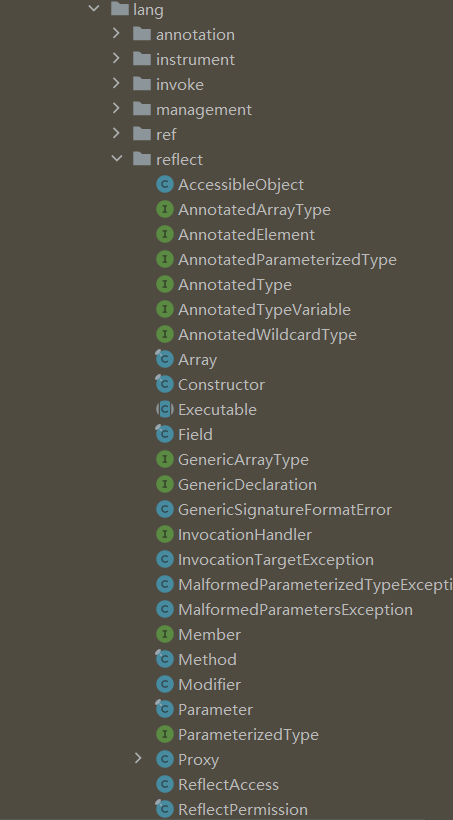 lang
annotation
instrument
invoke
management
ref
reflect
AccessibleObject
AnnotatedArrayType
AnnotatedElement
AnnotatedParameterizedType
AnnotatedType
AnnotatedTypeVariable
AnnotatedWildcardType
C Array
C Constructor
C Executable
C Field
I GenericArrayType
I GenericDeclaration
C GenericSignatureFormatError
I InvocationHandler
C InvocationTargetException
C MalformedParameterizedTypeExcepti
C MalformedParametersException
I Member
C Method
C Modifier
C Parameter
I ParameterizedType
C Proxy
C ReflectAccess
C ReflectPermission